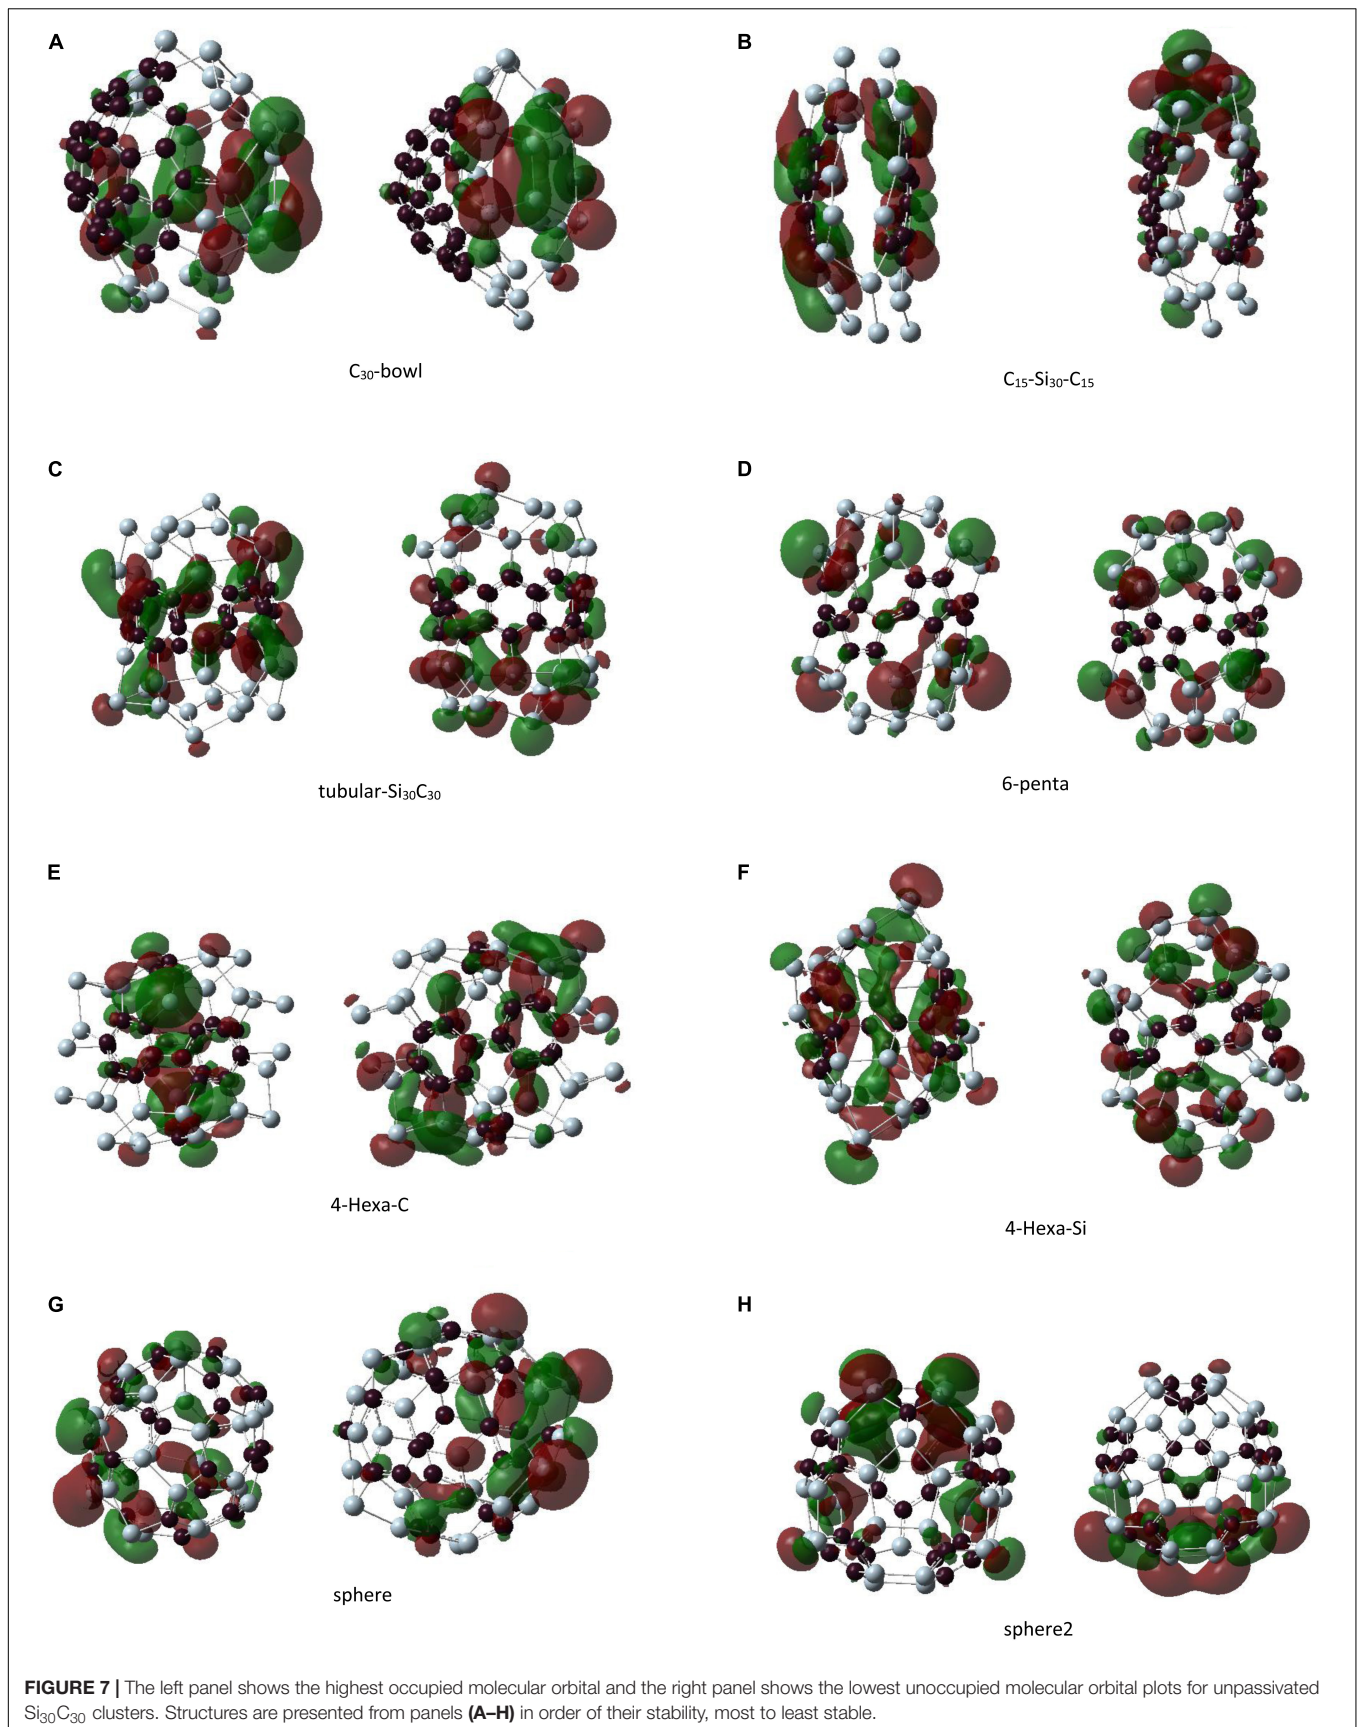 A
B
C₃₀-bowl
C₁₅-Si₃₀-C₁₅
C
D
tubular-Si₃₀C₃₀
6-penta
E
F
4-Hexa-C
4-Hexa-Si
G
H
sphere
sphere2
FIGURE 7 | The left panel shows the highest occupied molecular orbital and the right panel shows the lowest unoccupied molecular orbital plots for unpassivated
Si₃₀C₃₀ clusters. Structures are presented from panels (A–H) in order of their stability, most to least stable.